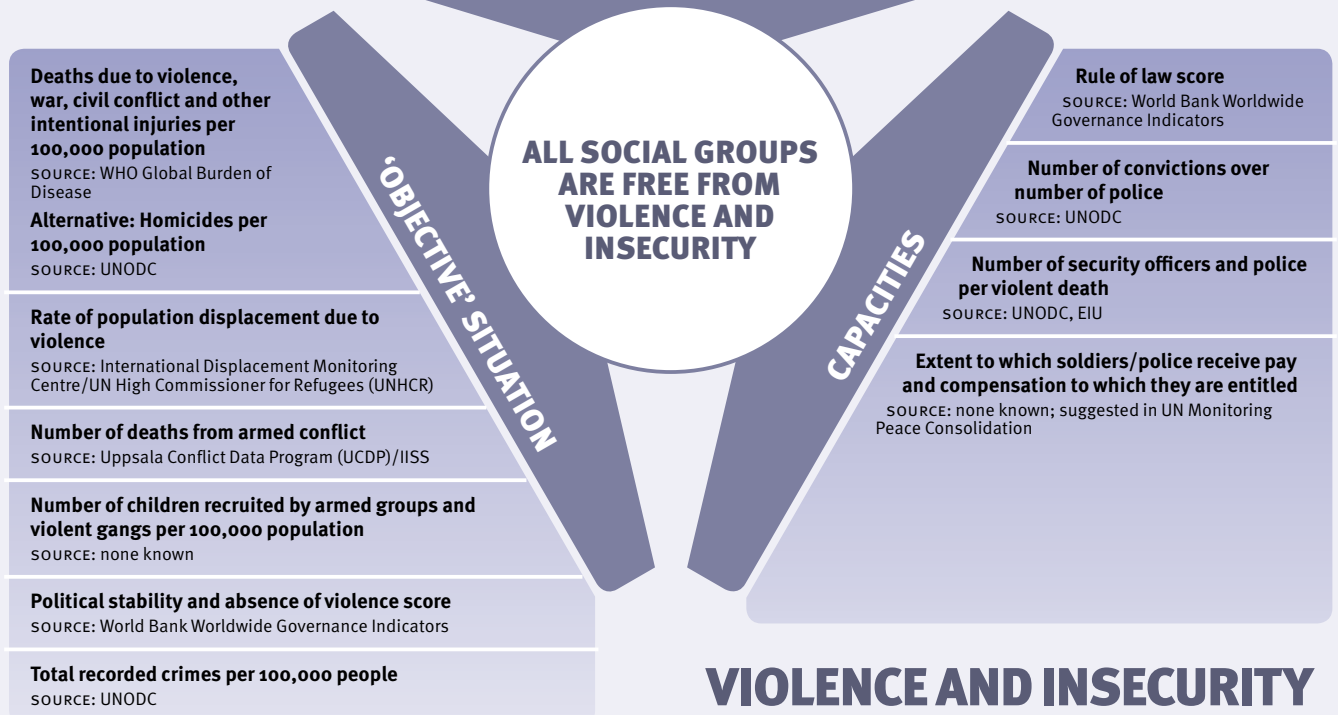 Deaths due to violence,
war, civil conflict and other
intentional injuries per
100,000 population
SOURCE: WHO Global Burden of
Disease
Alternative: Homicides per
100,000 population
SOURCE: UNODC
Rate of population displacement due to
violence
SOURCE: International Displacement Monitoring
Centre/UN High Commissioner for Refugees (UNHCR)
Number of deaths from armed conflict
SOURCE: Uppsala Conflict Data Program (UCDP)/IISS
Number of children recruited by armed groups and
violent gangs per 100,000 population
SOURCE: none known
Political stability and absence of violence score
SOURCE: World Bank Worldwide Governance Indicators
Total recorded crimes per 100,000 people
SOURCE: UNODC
‘OBJECTIVE’ SITUATION
ALL SOCIAL GROUPS
ARE FREE FROM
VIOLENCE AND
INSECURITY
CAPACITIES
Rule of law score
SOURCE: World Bank Worldwide
Governance Indicators
Number of convictions over
number of police
SOURCE: UNODC
Number of security officers and police
per violent death
SOURCE: UNODC, EIU
Extent to which soldiers/police receive pay
and compensation to which they are entitled
SOURCE: none known; suggested in UN Monitoring
Peace Consolidation
VIOLENCE AND INSECURITY